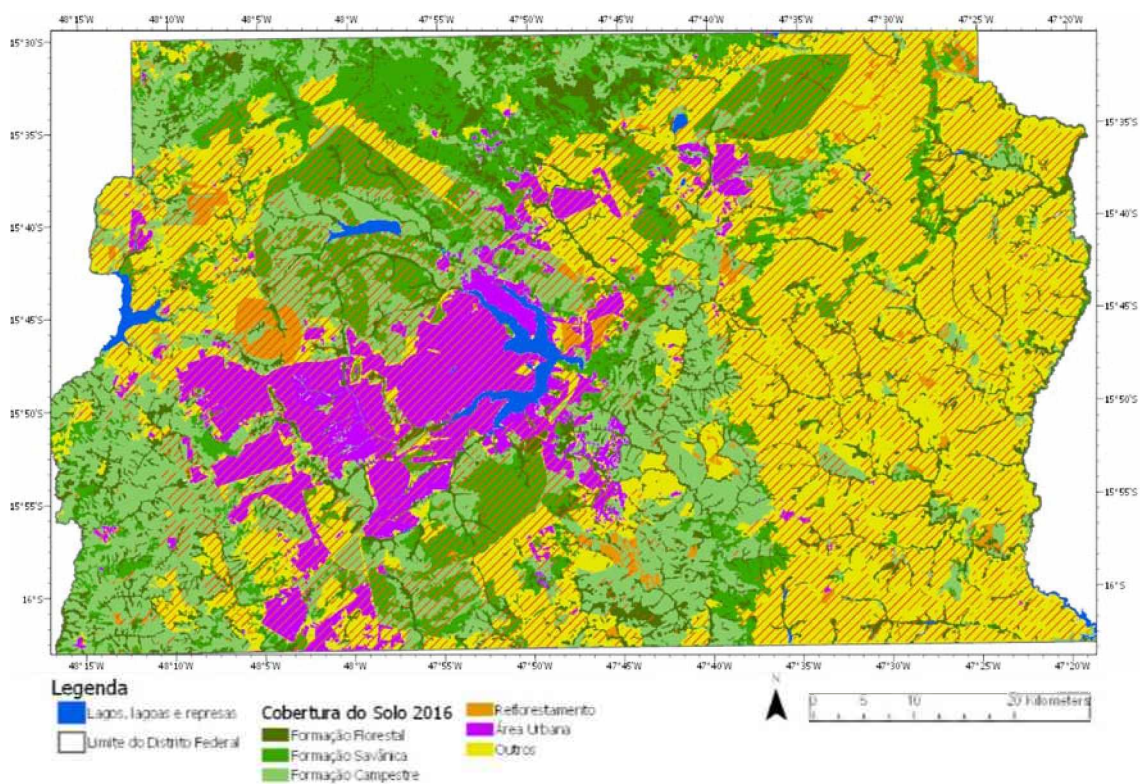 48°15'W 48°10'W 48°5'W 48°W 47°55'W 47°50'W 47°45'W 47°40'W 47°35'W 47°30'W 47°25'W 47°20'W
15°30'S 15°30'S
15°35'S 15°35'S
15°40'S 15°40'S
15°45'S 15°45'S
15°50'S 15°50'S
15°55'S 15°55'S
16°S 16°S
48°15'W 48°10'W 48°5'W 48°W 47°55'W 47°50'W 47°45'W 47°40'W 47°35'W 47°30'W 47°25'W 47°20'W
Legenda
Lagos, lagoas e represas
Limite do Distrito Federal
Cobertura do Solo 2016
Formação Florestal
Formação Savânica
Formação Campestre
Reflorestamento
Área Urbana
Outros
N
0 5 10 20 Kilometers